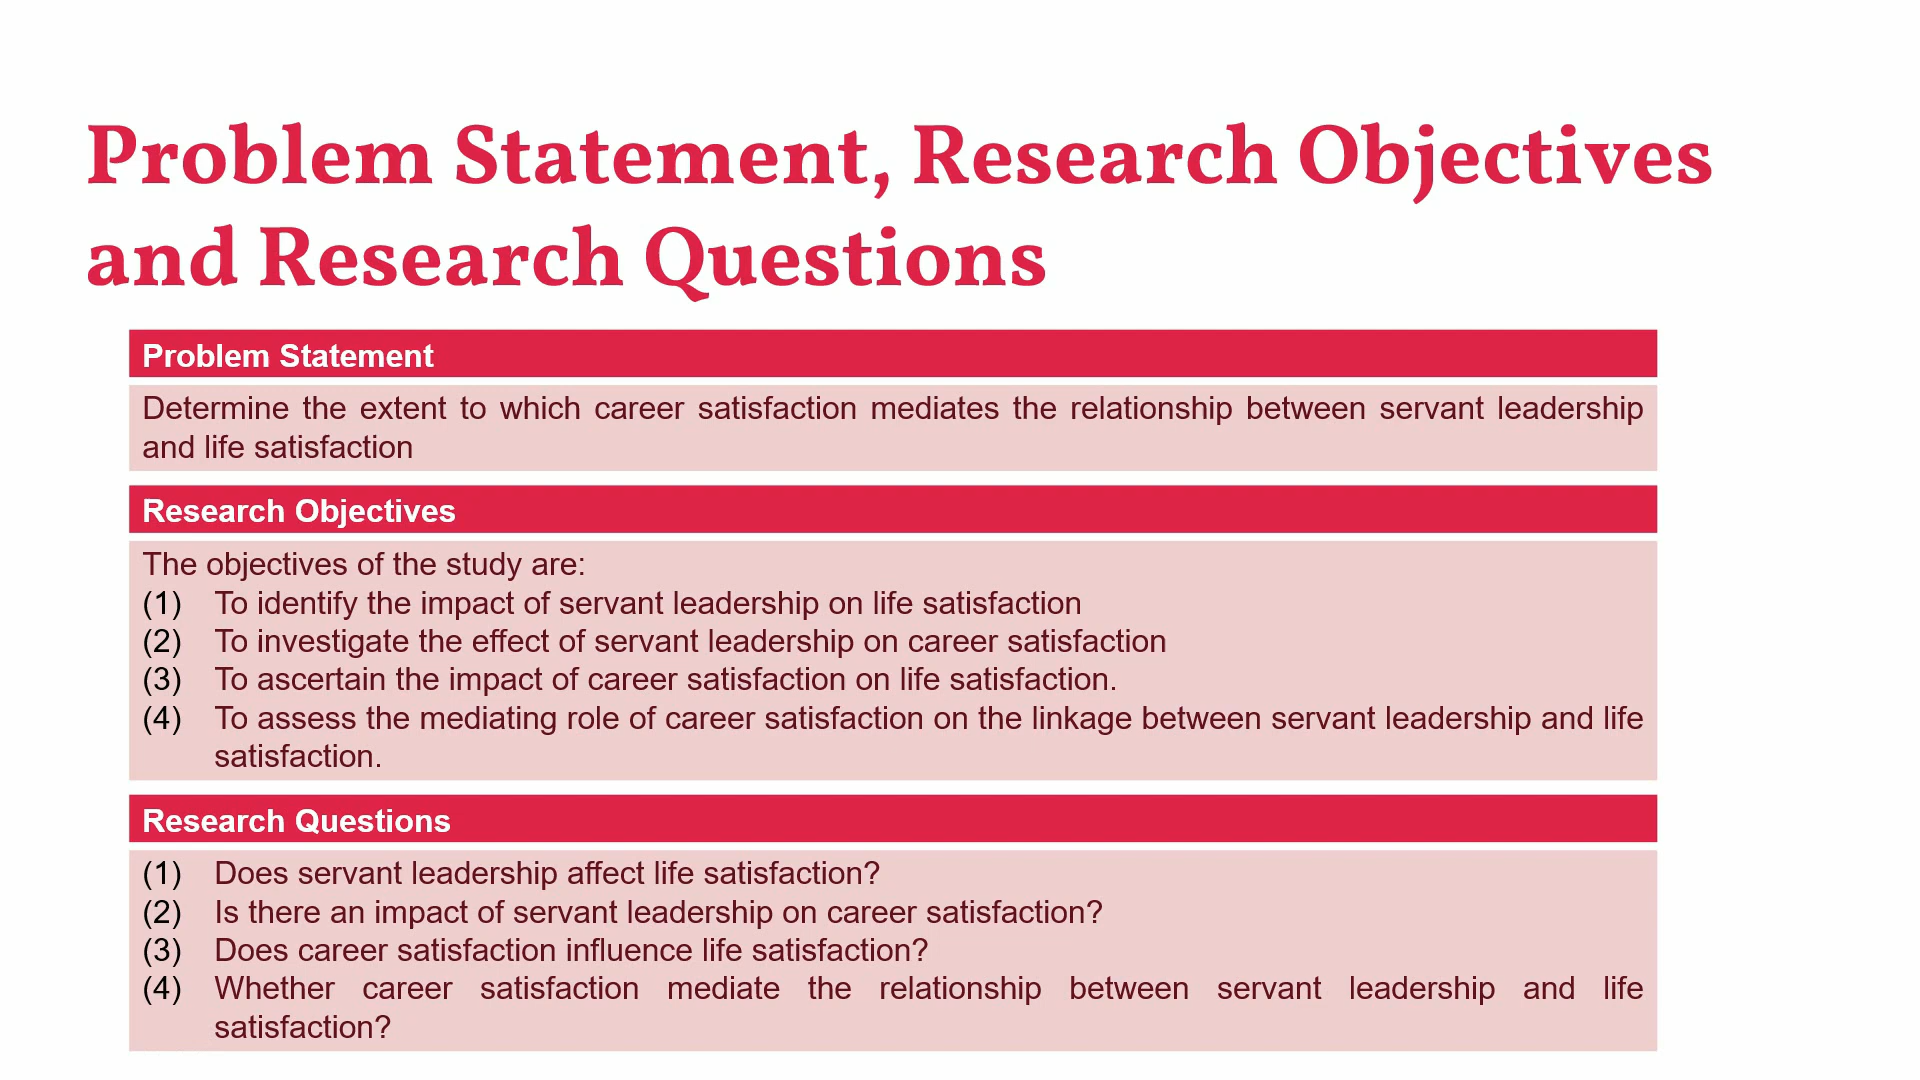 Problem Statement, Research Objectives
and Research Questions
Problem Statement
Determine the extent to which career satisfaction mediates the relationship between servant leadership
and life satisfaction
Research Objectives
The objectives of the study are:
(1) To identify the impact of servant leadership on life satisfaction
(2) To investigate the effect of servant leadership on career satisfaction
(3) To ascertain the impact of career satisfaction on life satisfaction.
(4) To assess the mediating role of career satisfaction on the linkage between servant leadership and life
satisfaction.
Research Questions
(1) Does servant leadership affect life satisfaction?
(2) Is there an impact of servant leadership on career satisfaction?
(3) Does career satisfaction influence life satisfaction?
(4) Whether career satisfaction mediate the relationship between servant leadership and life
satisfaction?